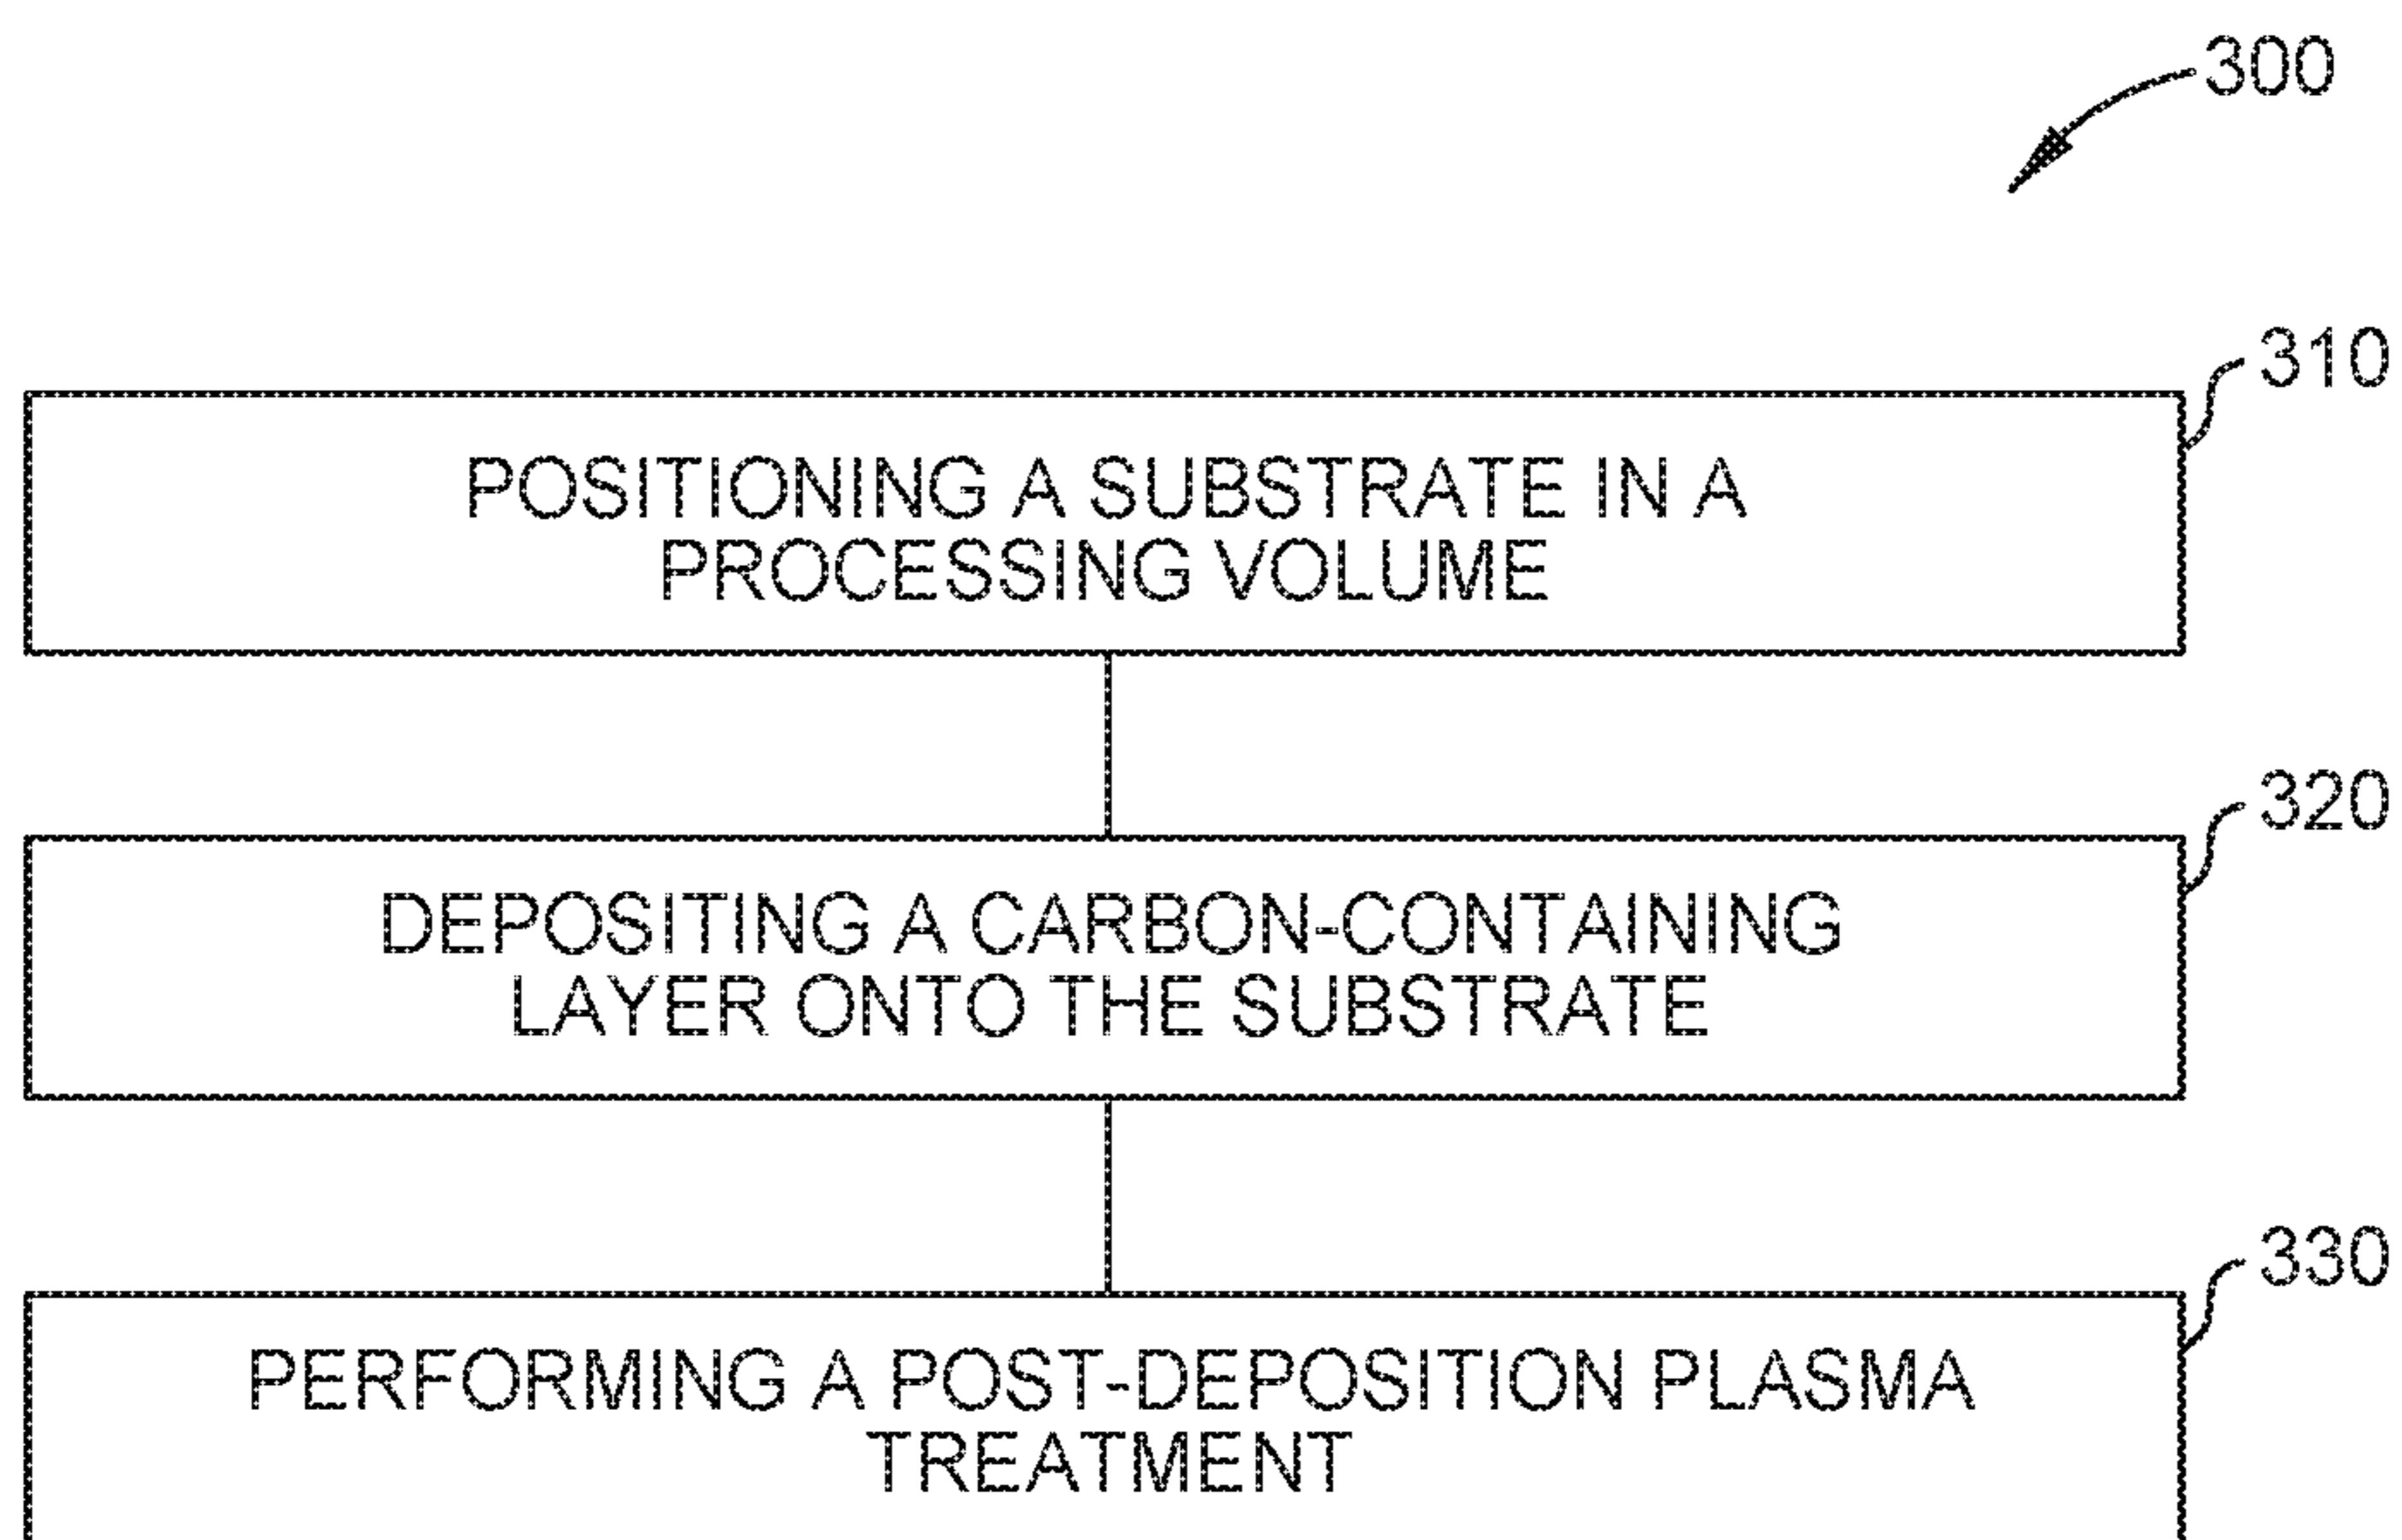 300
310
POSITIONING A SUBSTRATE IN A
PROCESSING VOLUME
320
DEPOSITING A CARBON-CONTAINING
LAYER ONTO THE SUBSTRATE
330
PERFORMING A POST-DEPOSITION PLASMA
TREATMENT